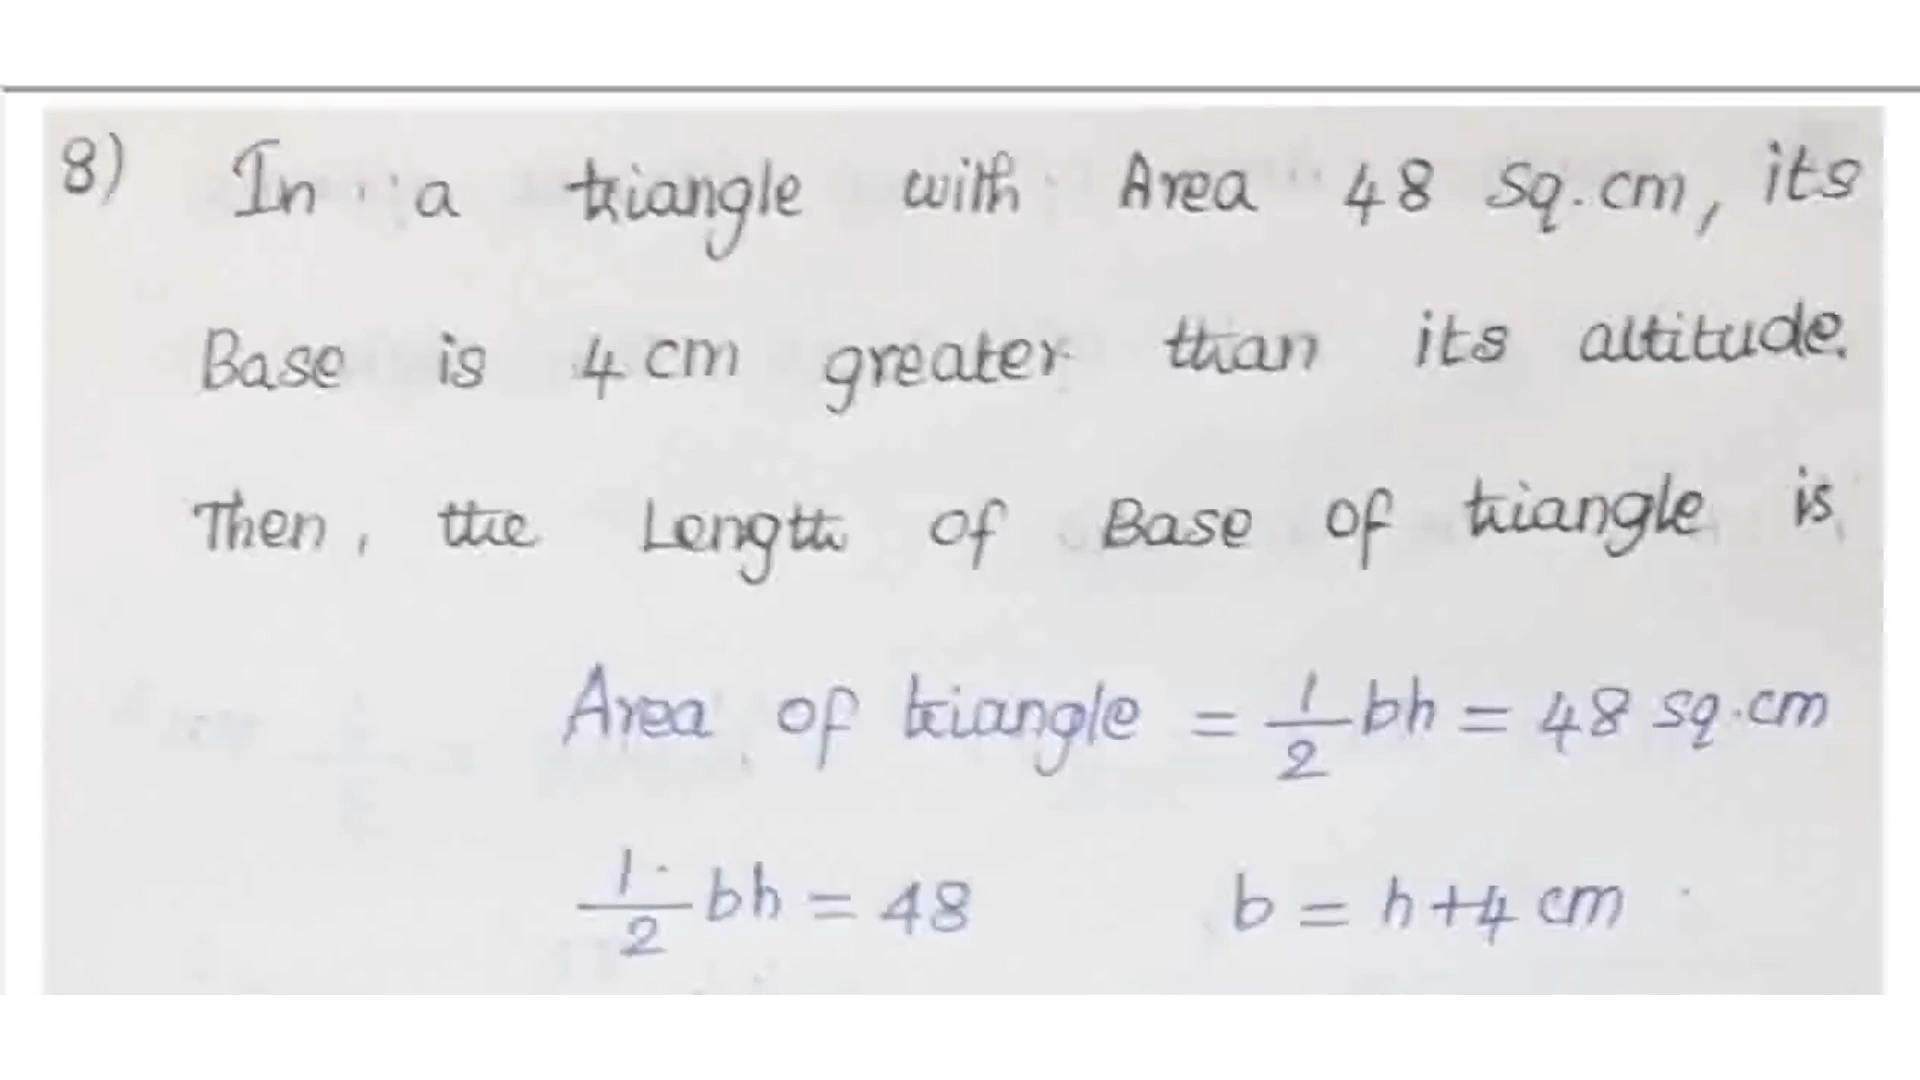 8) In a triangle with Area 48 sq.cm, its
Base is 4 cm greater than its altitude.
Then, the Length of Base of triangle is
Area of triangle = 1/2 bh = 48 sq.cm
1/2 bh = 48 b = h+4 cm